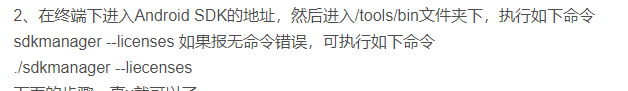 2、在终端下进入Android SDK的地址，然后进入/tools/bin文件夹下，执行如下命令
sdkmanager --licenses 如果报无命令错误，可执行如下命令
./sdkmanager --liecenses